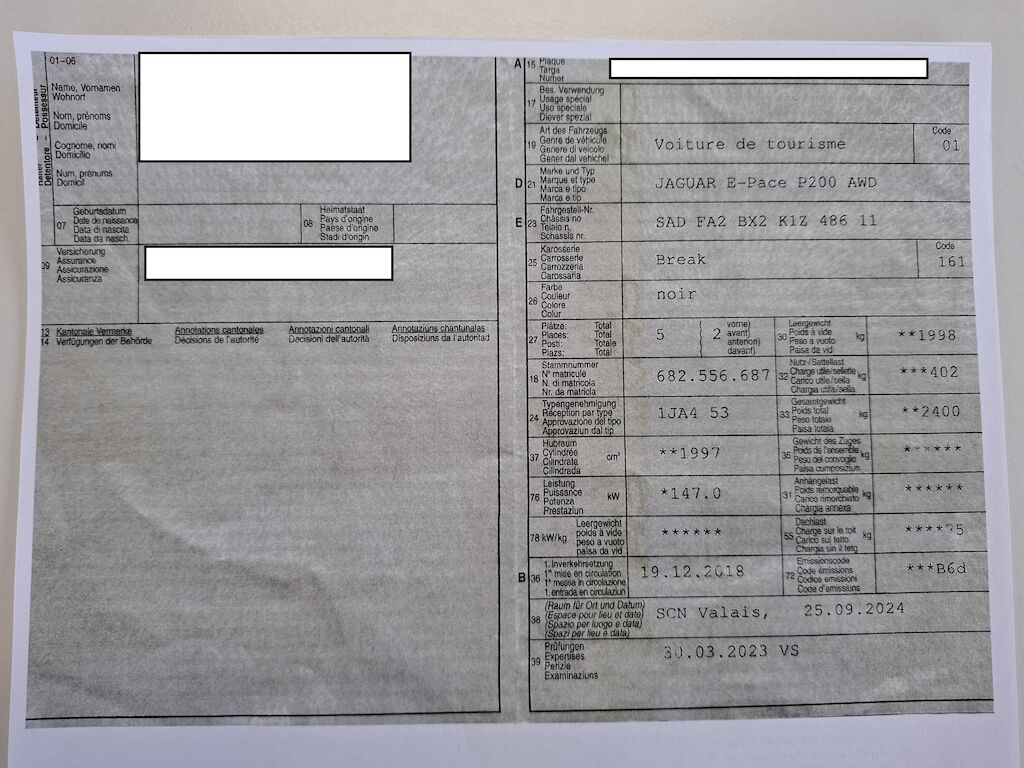 01-06
Name, Vornamen
Wohnort
Nom, prénoms
Domicile
Cognome, nomi
Domicilio
Num, prenums
Domicil
Détenteur
Possessur
Detentore
07
Geburtsdatum
Date de naissance
Data di nascita
Data da nasch.
08
Heimatstaat
Pays d'origine
Paese d'origine
Stadi d'origin
09
Versicherung
Assurance
Assicurazione
Assicuranza
13
14
Kantonale Vermerke
Verfügungen der Behörde
Annotations cantonales
Décisions de l'autorité
Annotazioni cantonali
Decisioni dell'autorità
Annotaziuns chantunalas
Disposiziuns da l'autoritad
A 15
Plaque
Targa
Numer
17
Bes. Verwendung
Usage spécial
Uso speciale
Diever spezial
19
Art des Fahrzeugs
Genre de véhicule
Genere di veicolo
Gener dal vehichel
Voiture de tourisme
Code
01
D 21
Marke und Typ
Marque et type
Marca e tipo
Marca e tip
JAGUAR E-Pace P200 AWD
E 23
Fahrgestell-Nr.
Châssis no
Telaio n.
Schassis nr.
SAD FA2 BX2 K1Z 486 11
25
Karosserie
Carrosserie
Carrozzeria
Carossaria
Break
Code
161
26
Farbe
Couleur
Colore
Colur
noir
27
Plätze: Total
Places: Total
Posti: Totale
Plazs: Total
5
( 2 vorne)
( avant)
( anterion)
( davant)
30
Leergewicht
Poids à vide
Peso a vuoto
Paisa da vid
kg
**1998
18
Stammnummer
N° matricule
N. di matricola
Nr. da matricla
682.556.687
32
Nutz-/Sattellast
Charge utile/sellette
Carico utile/sella
Chargia utila/sella
kg
***402
24
Typengenehmigung
Réception par type
Approvazione del tipo
Approvaziun dal tip
1JA4 53
33
Gesamtgewicht
Poids total
Peso totale
Paisa totala
kg
**2400
37
Hubraum
Cylindrée
Cilindrata
Cilindrada
cm³
**1997
35
Gewicht des Zuges
Poids de l'ensemble
Peso del convoglio
Paisa cumposiziun
kg
******
76
Leistung
Puissance
Potenza
Prestaziun
kW
*147.0
31
Anhängelast
Poids remorquable
Carico rimorchiato
Chargia annexa
kg
******
78 kW/kg
Leergewicht
poids à vide
peso a vuoto
paisa da vid
******
55
Dachlast
Charge sur le toit
Carico sul tetto
Chargia sin il tetg
kg
****75
B 36
1. Inverkehrsetzung
1re mise en circulation
1a messa in circolazione
1. entrada en circulaziun
19.12.2018
72
Emissionscode
Code émissions
Codice emissioni
Code d'emissiuns
***B6d
38
(Raum für Ort und Datum)
(Espace pour lieu et date)
(Spazio per luogo e data)
(Spazi per lieu e data)
SCN Valais, 25.09.2024
39
Prüfungen
Expertises
Perizie
Examinaziuns
30.03.2023 VS